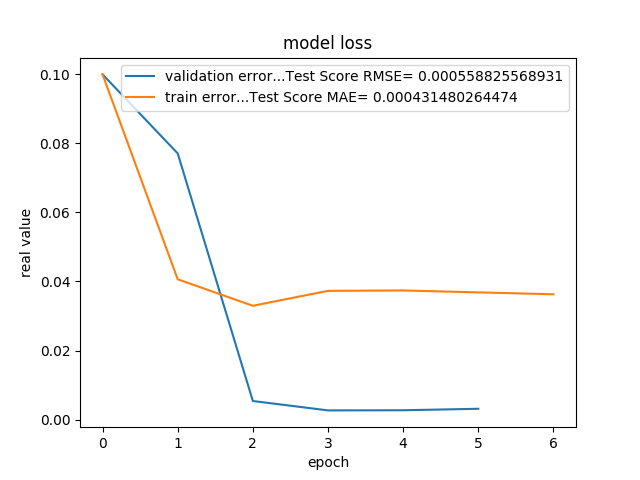 model loss
validation error...Test Score RMSE= 0.000558825568931
train error...Test Score MAE= 0.000431480264474
real value
0.10
0.08
0.06
0.04
0.02
0.00
0 1 2 3 4 5 6
epoch